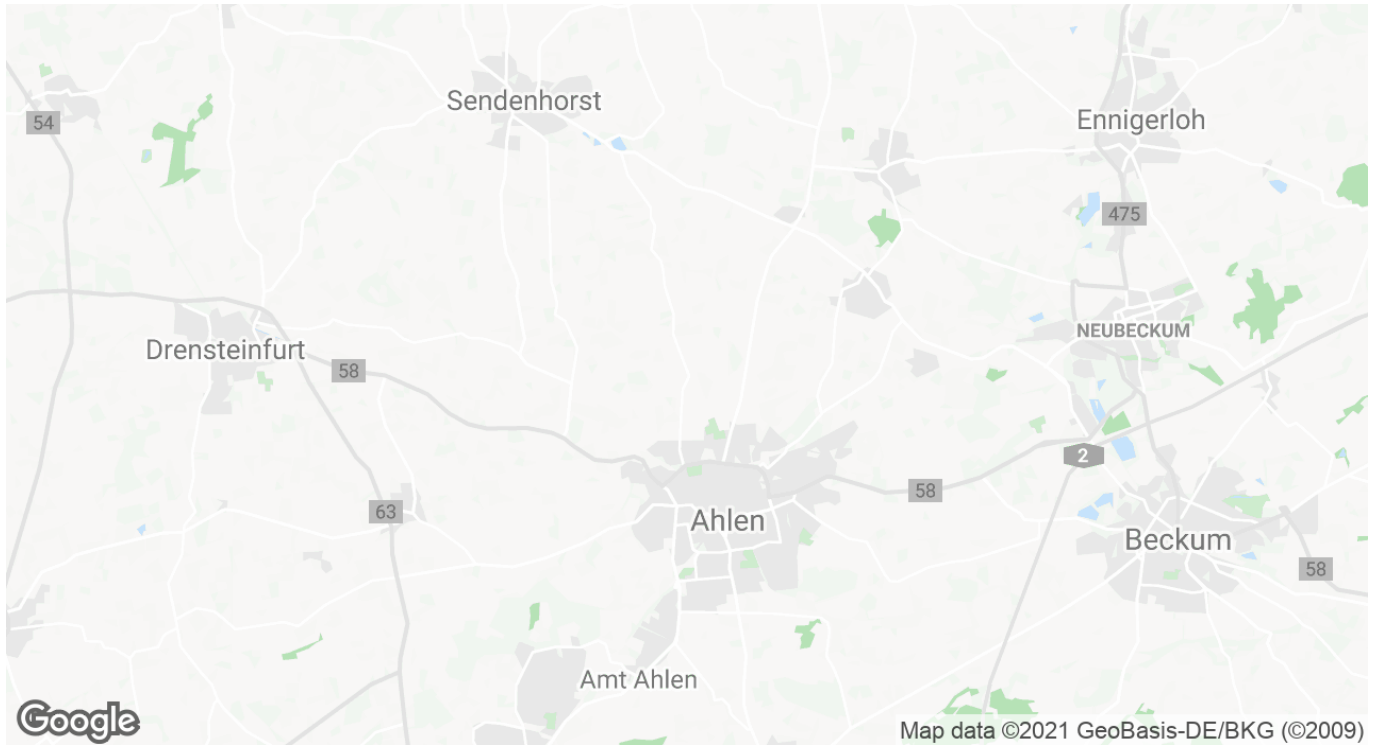 Sendenhorst
Ennigerloh
54
475
NEUBECKUM
Drensteinfurt
58
2
58
63
Ahlen
Beckum
58
Amt Ahlen
Google
Map data ©2021 GeoBasis-DE/BKG (©2009)